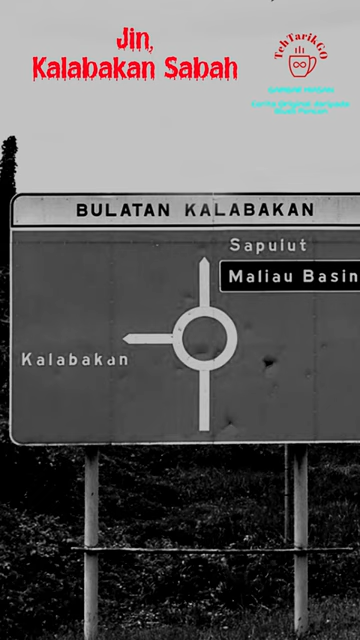 Jin,
Kalabakan Sabah
TehTarikGO
BULATAN KALABAKAN
Sapulut
Maliau Basin
Kalabakan